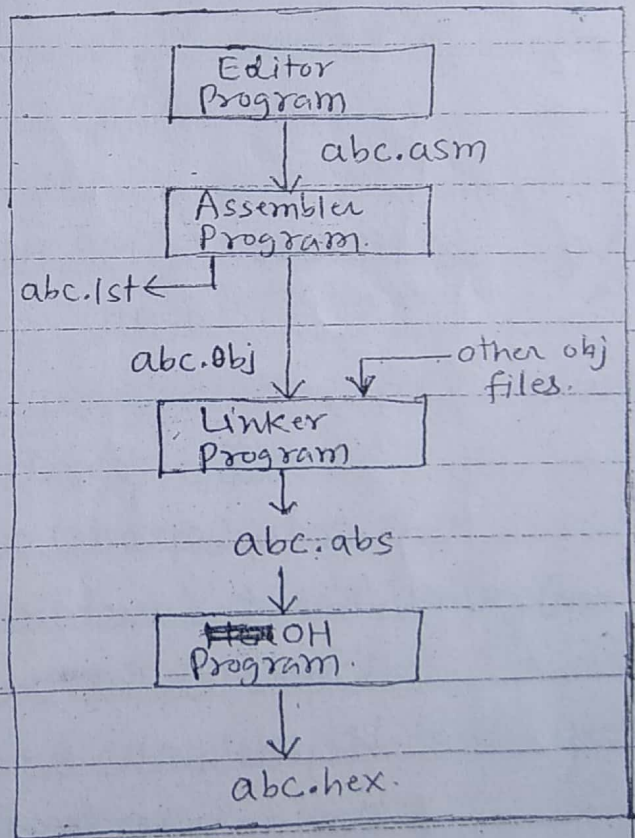 Editor
Program
abc.asm
Assembler
Program.
abc.lst
abc.obj
other obj
files.
Linker
Program
abc.abs
OH
Program.
abc.hex.